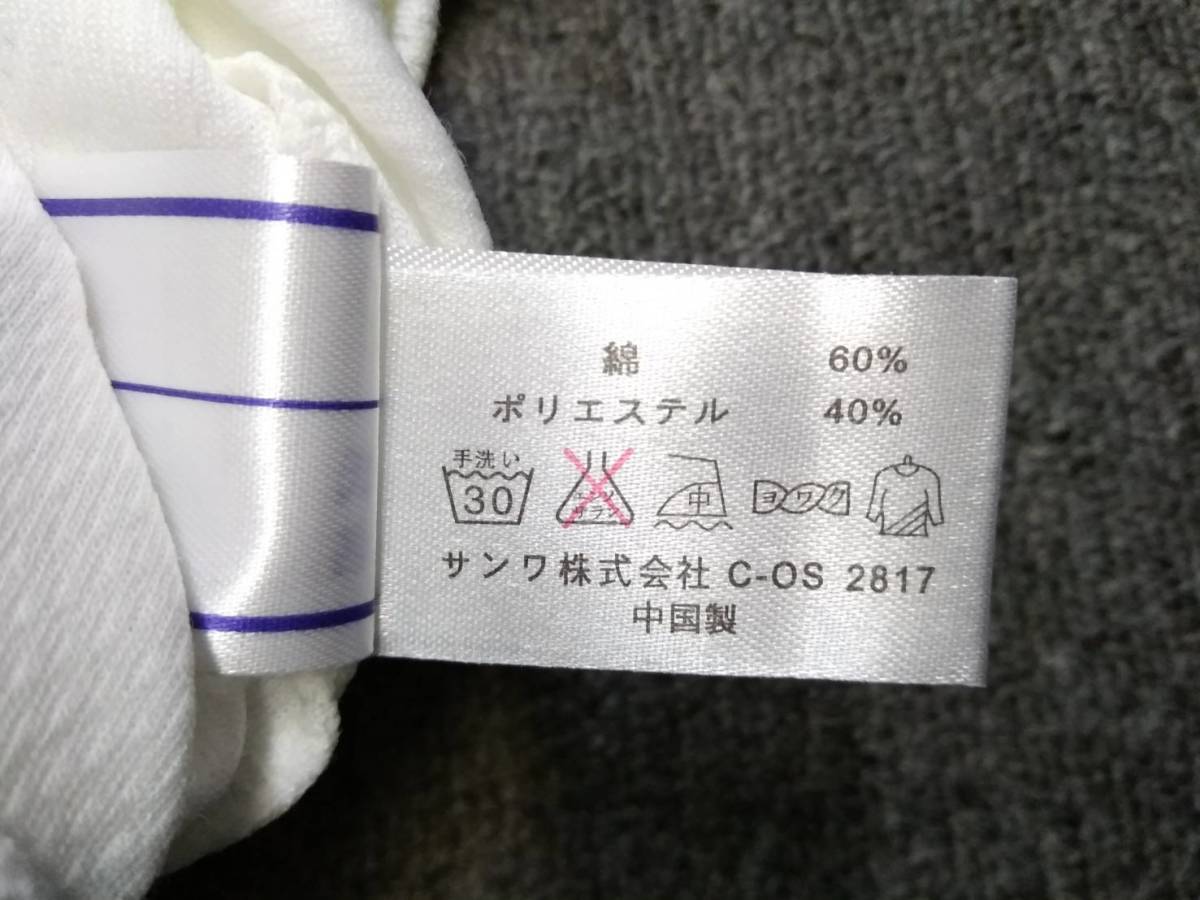 綿 60%
ポリエステル 40%
手洗い
30 中 ヨワク
サンワ株式会社 C-OS 2817
中国製